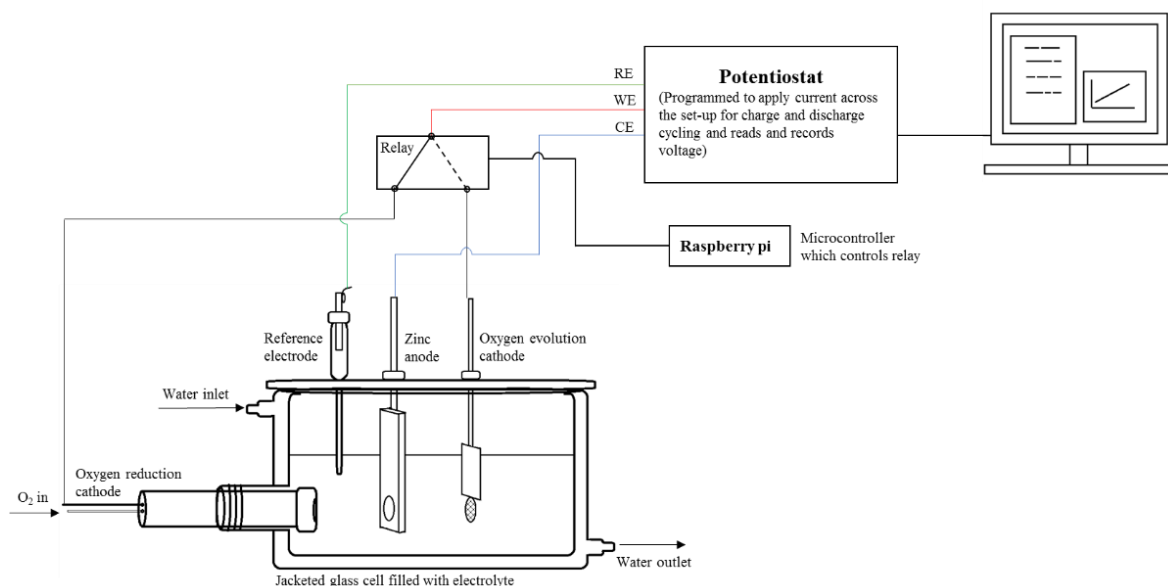 RE
WE
CE
Potentiostat
(Programmed to apply current across
the set-up for charge and discharge
cycling and reads and records
voltage)
Relay
Raspberry pi
Microcontroller
which controls relay
Reference
electrode
Zinc
anode
Oxygen evolution
cathode
Water inlet
Oxygen reduction
cathode
O₂ in
Water outlet
Jacketed glass cell filled with electrolyte